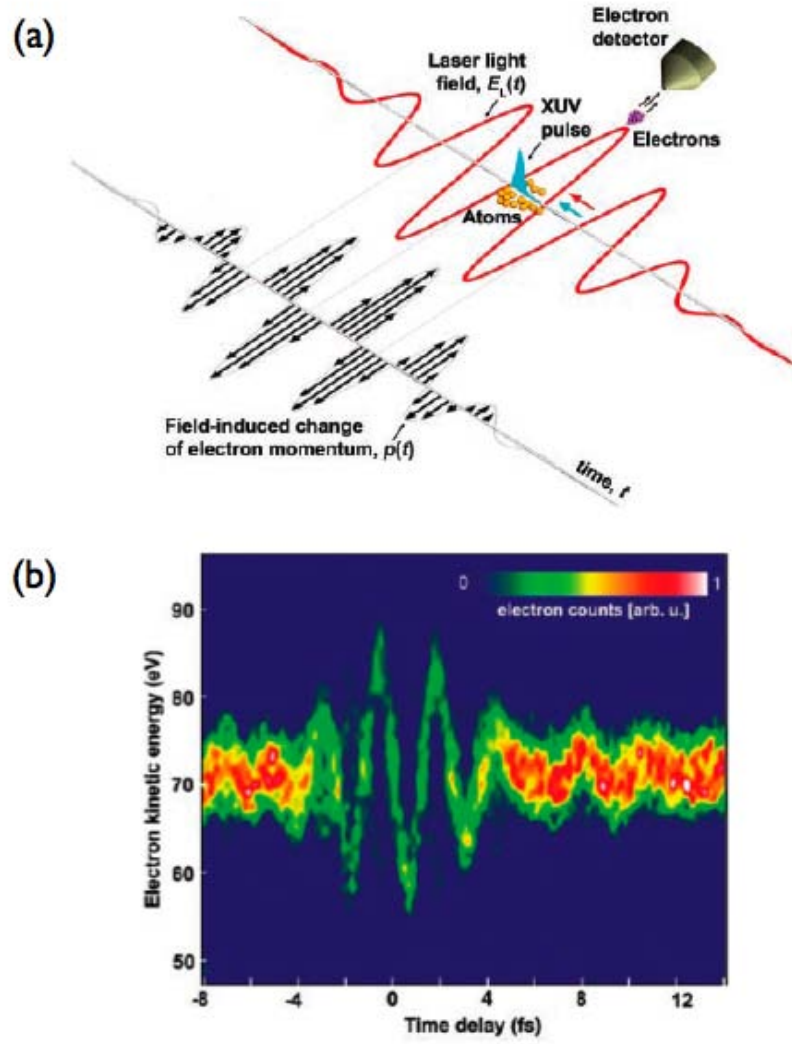 (a)
Electron
detector
Laser light
field, E_L(t)
XUV
pulse
Electrons
Atoms
Field-induced change
of electron momentum, p(t)
time, t
(b)
0
1
electron counts [arb. u.]
90
80
70
60
50
Electron kinetic energy (eV)
-8
-4
0
4
8
12
Time delay (fs)